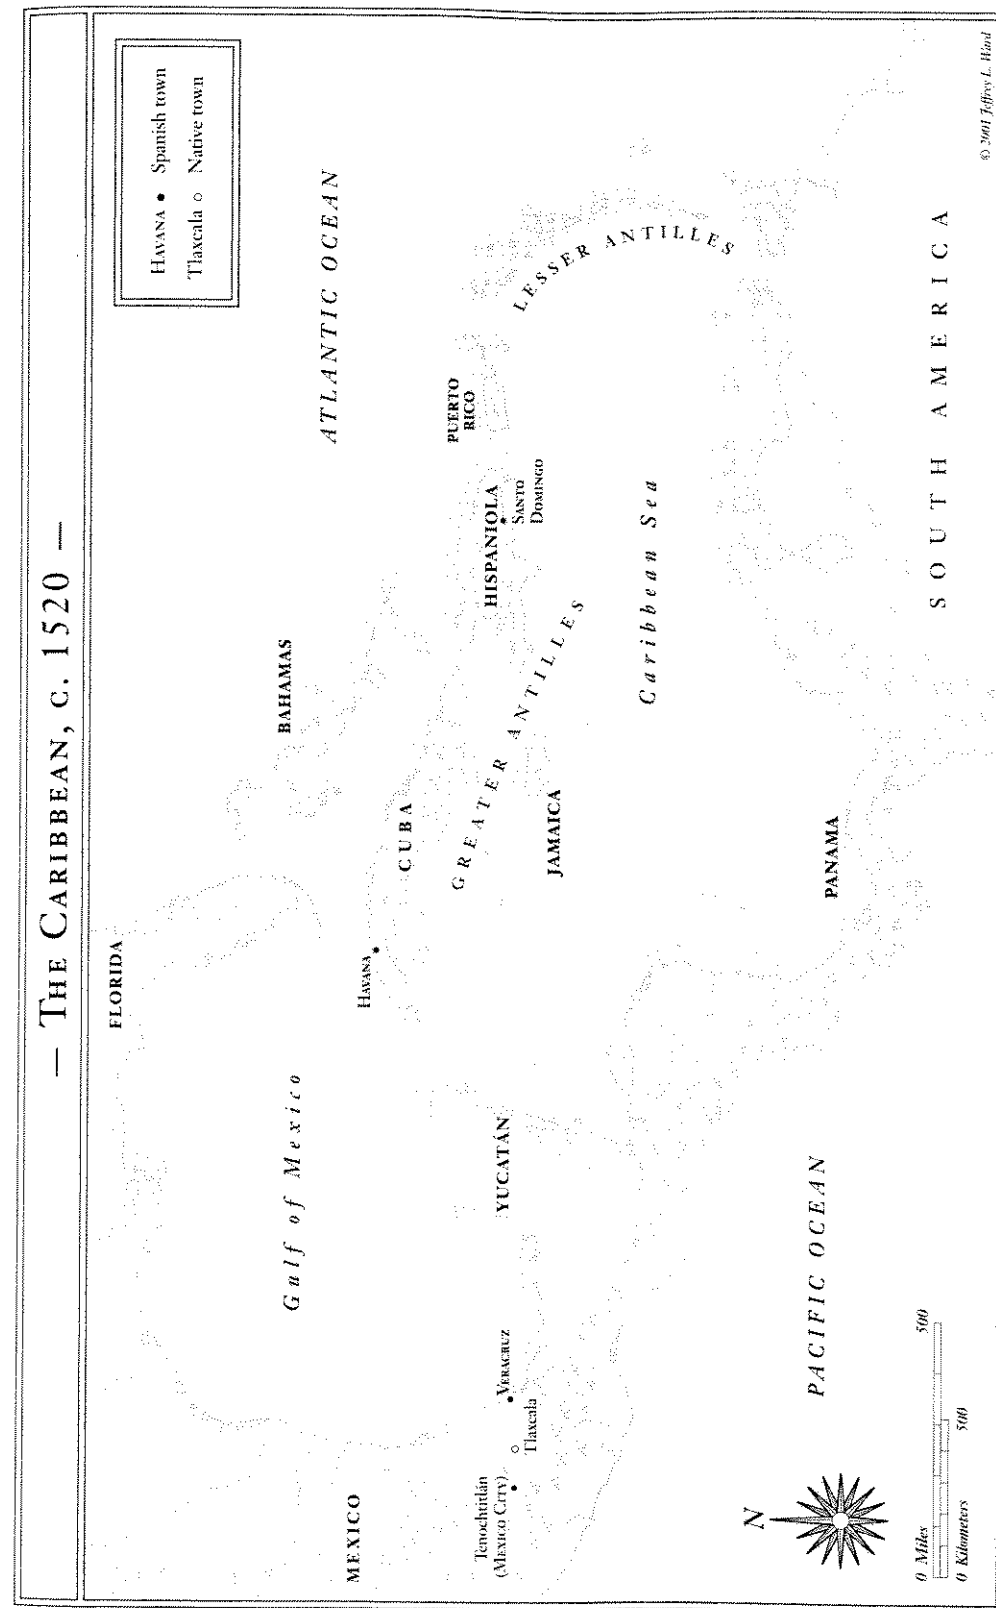 — THE CARIBBEAN, c. 1520 —
HAVANA ● Spanish town
Tlaxcala ○ Native town
FLORIDA
ATLANTIC OCEAN
BAHAMAS
Gulf of Mexico
HAVANA
CUBA
MEXICO
GREATER ANTILLES
HISPANIOLA
SANTO
DOMINGO
PUERTO
RICO
LESSER ANTILLES
Tenochtitlán
(MEXICO CITY)
Tlaxcala
VERACRUZ
YUCATÁN
JAMAICA
Caribbean Sea
N
PACIFIC OCEAN
PANAMA
SOUTH AMERICA
0 Miles 500
0 Kilometers 500
© 2001 Jeffrey L. Ward